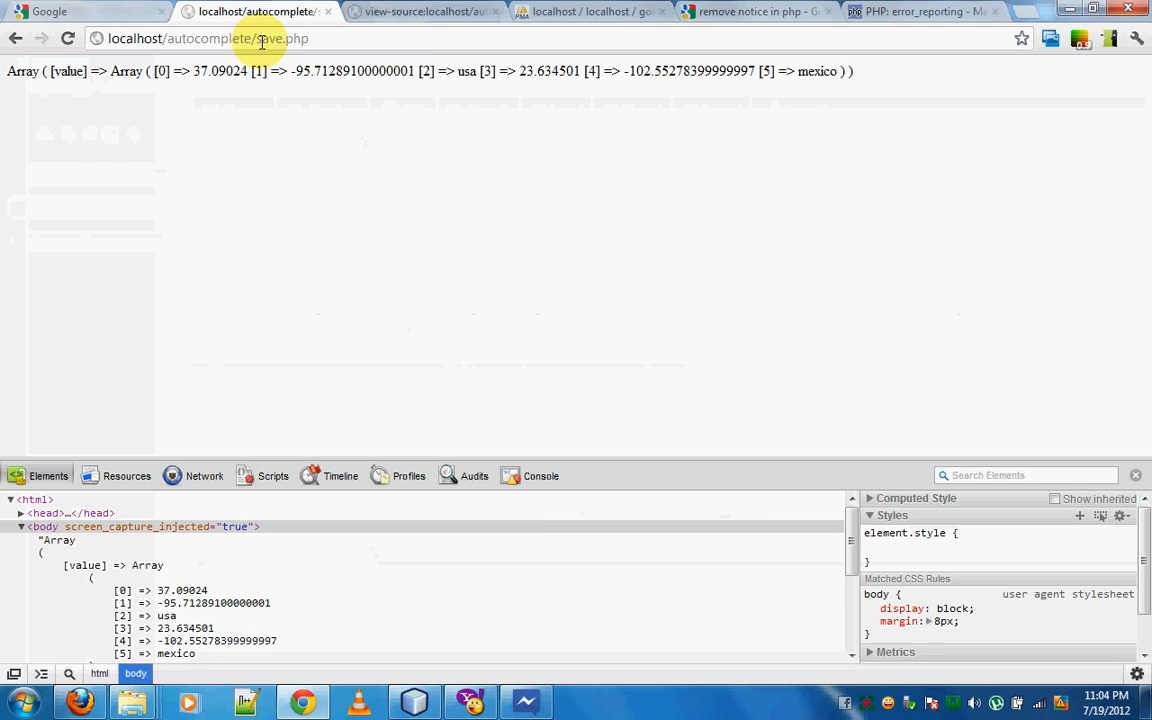 Google
localhost/autocomplete/s
view-source:localhost/aut
localhost / localhost / go
remove notice in php - G
PHP: error_reporting - Ma
localhost/autocomplete/save.php
Array ( [value] => Array ( [0] => 37.09024 [1] => -95.71289100000001 [2] => usa [3] => 23.634501 [4] => -102.55278399999997 [5] => mexico ) )
Elements
Resources
Network
Scripts
Timeline
Profiles
Audits
Console
Search Elements
<html>
<head>…</head>
<body screen_capture_injected="true">
"Array
(
[value] => Array
(
[0] => 37.09024
[1] => -95.71289100000001
[2] => usa
[3] => 23.634501
[4] => -102.55278399999997
[5] => mexico
Computed Style
Show inherited
Styles
element.style {
}
Matched CSS Rules
body {
user agent stylesheet
display: block;
margin: 8px;
}
Metrics
html
body
11:04 PM
7/19/2012